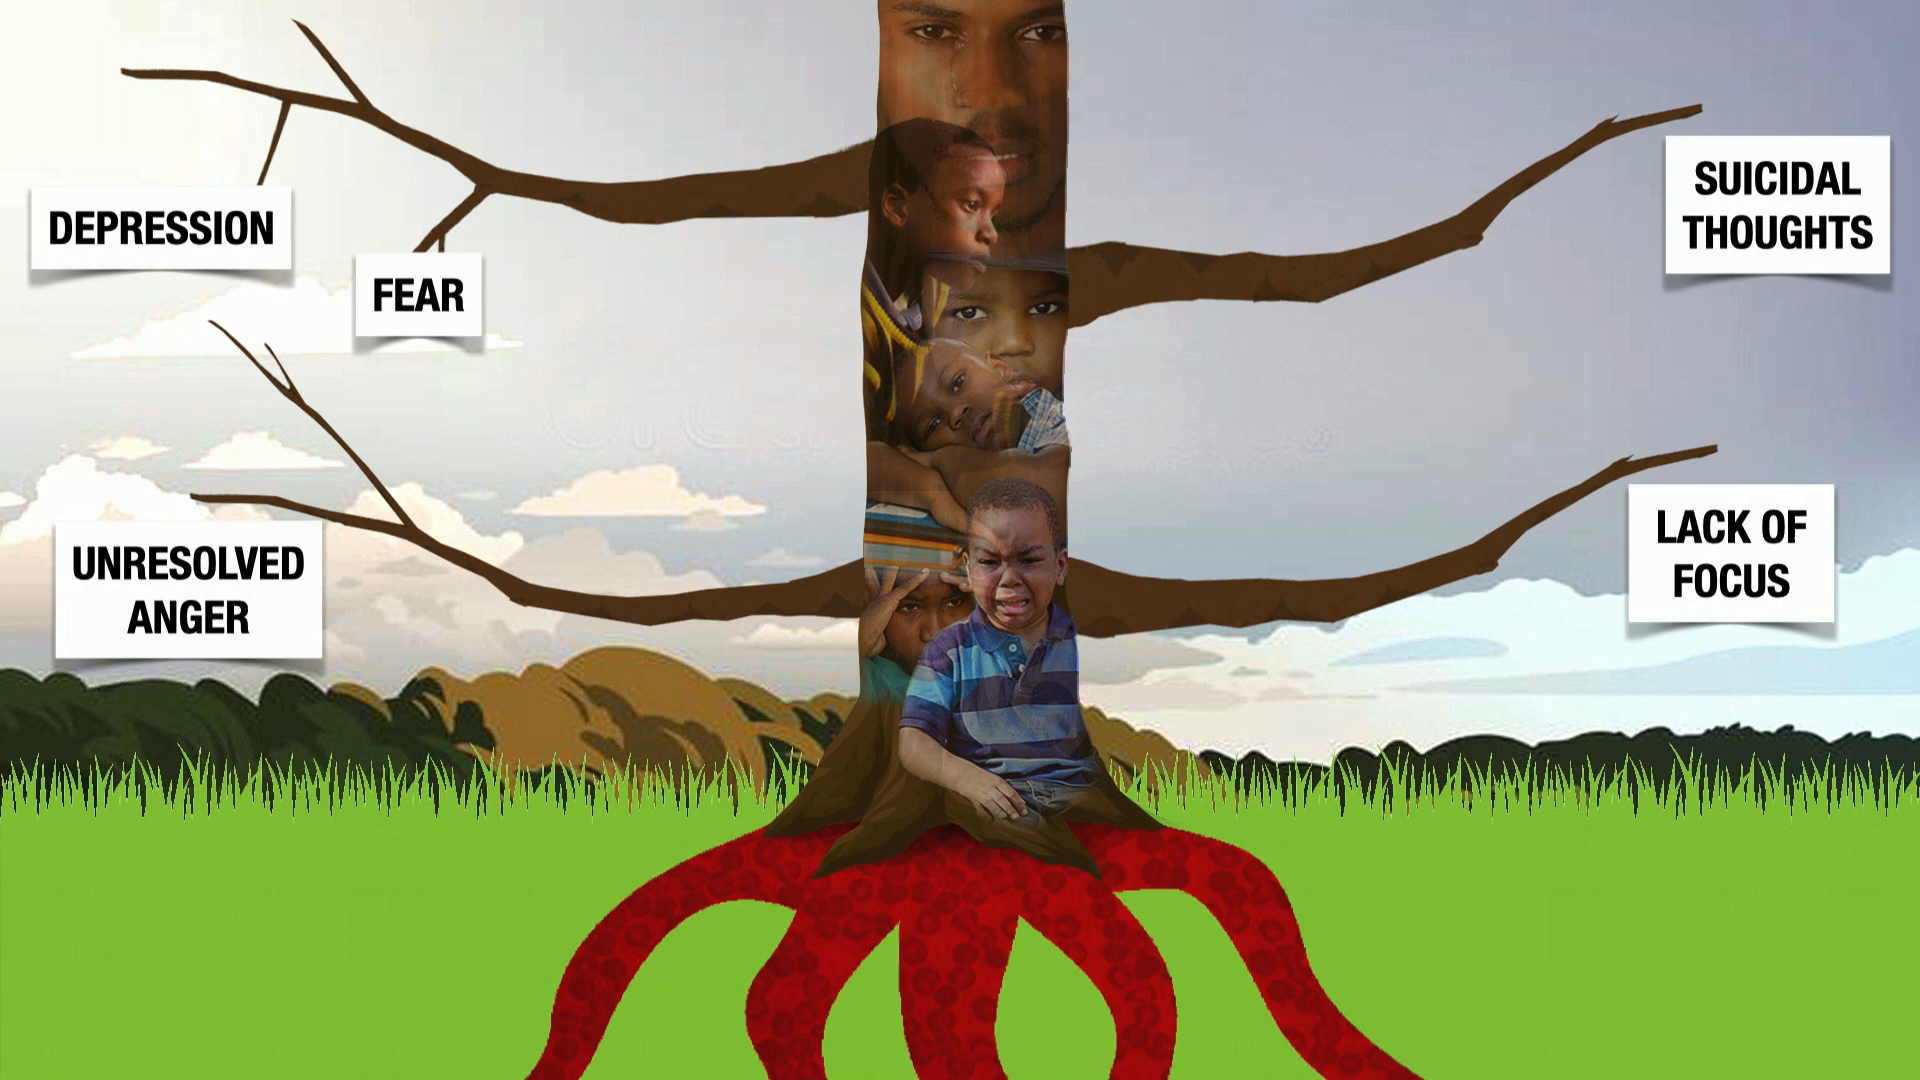 DEPRESSION
FEAR
SUICIDAL
THOUGHTS
UNRESOLVED
ANGER
LACK OF
FOCUS